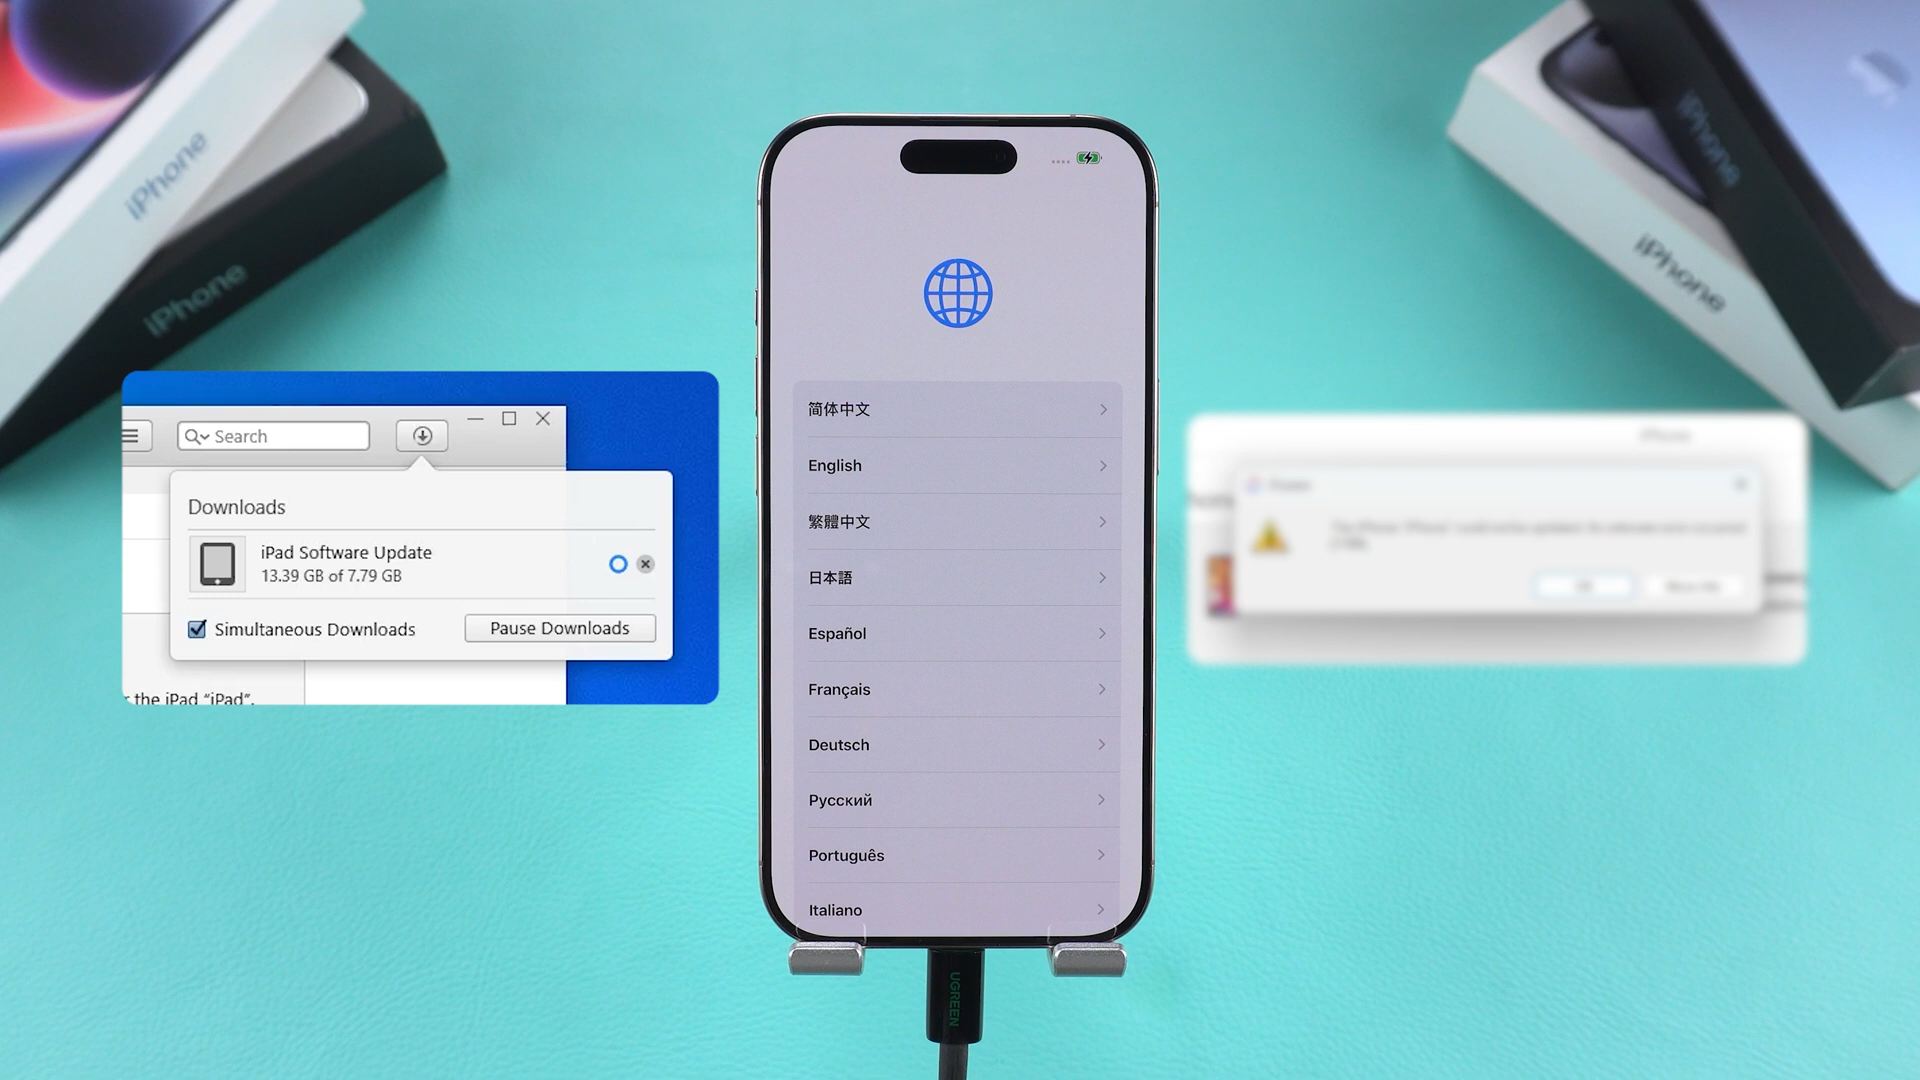 iPhone
iPhone
iPhone
iPhone
Search
Downloads
iPad Software Update
13.39 GB of 7.79 GB
Simultaneous Downloads
Pause Downloads
r the iPad “iPad”.
简体中文
English
繁體中文
日本語
Español
Français
Deutsch
Русский
Português
Italiano
UGREEN